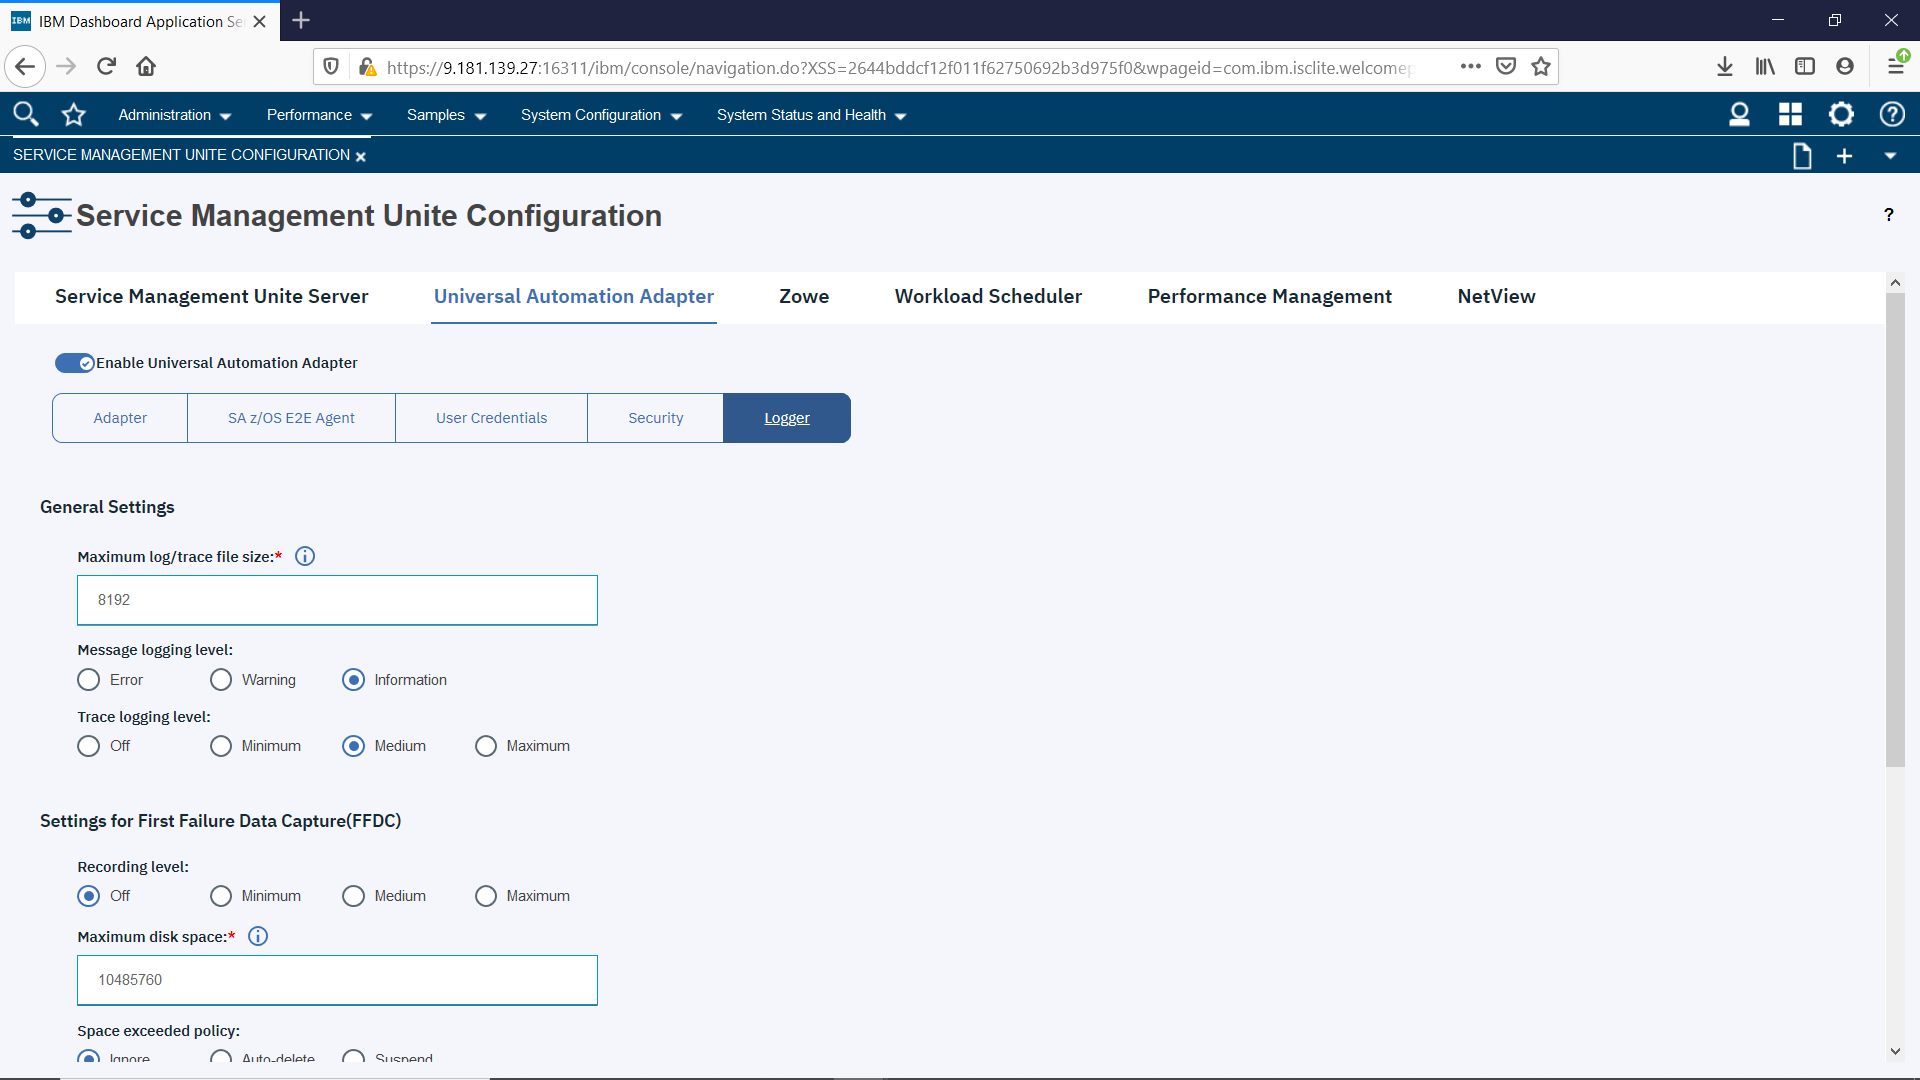 IBM IBM Dashboard Application Se
https://9.181.139.27:16311/ibm/console/navigation.do?XSS=2644bddcf12f011f62750692b3d975f0&wpageid=com.ibm.isclite.welcomep
Administration Performance Samples System Configuration System Status and Health
SERVICE MANAGEMENT UNITE CONFIGURATION
Service Management Unite Configuration ?
Service Management Unite Server Universal Automation Adapter Zowe Workload Scheduler Performance Management NetView
Enable Universal Automation Adapter
Adapter SA z/OS E2E Agent User Credentials Security Logger
General Settings
Maximum log/trace file size:*
8192
Message logging level:
Error Warning Information
Trace logging level:
Off Minimum Medium Maximum
Settings for First Failure Data Capture(FFDC)
Recording level:
Off Minimum Medium Maximum
Maximum disk space:*
10485760
Space exceeded policy:
Ignore Auto-delete Suspend